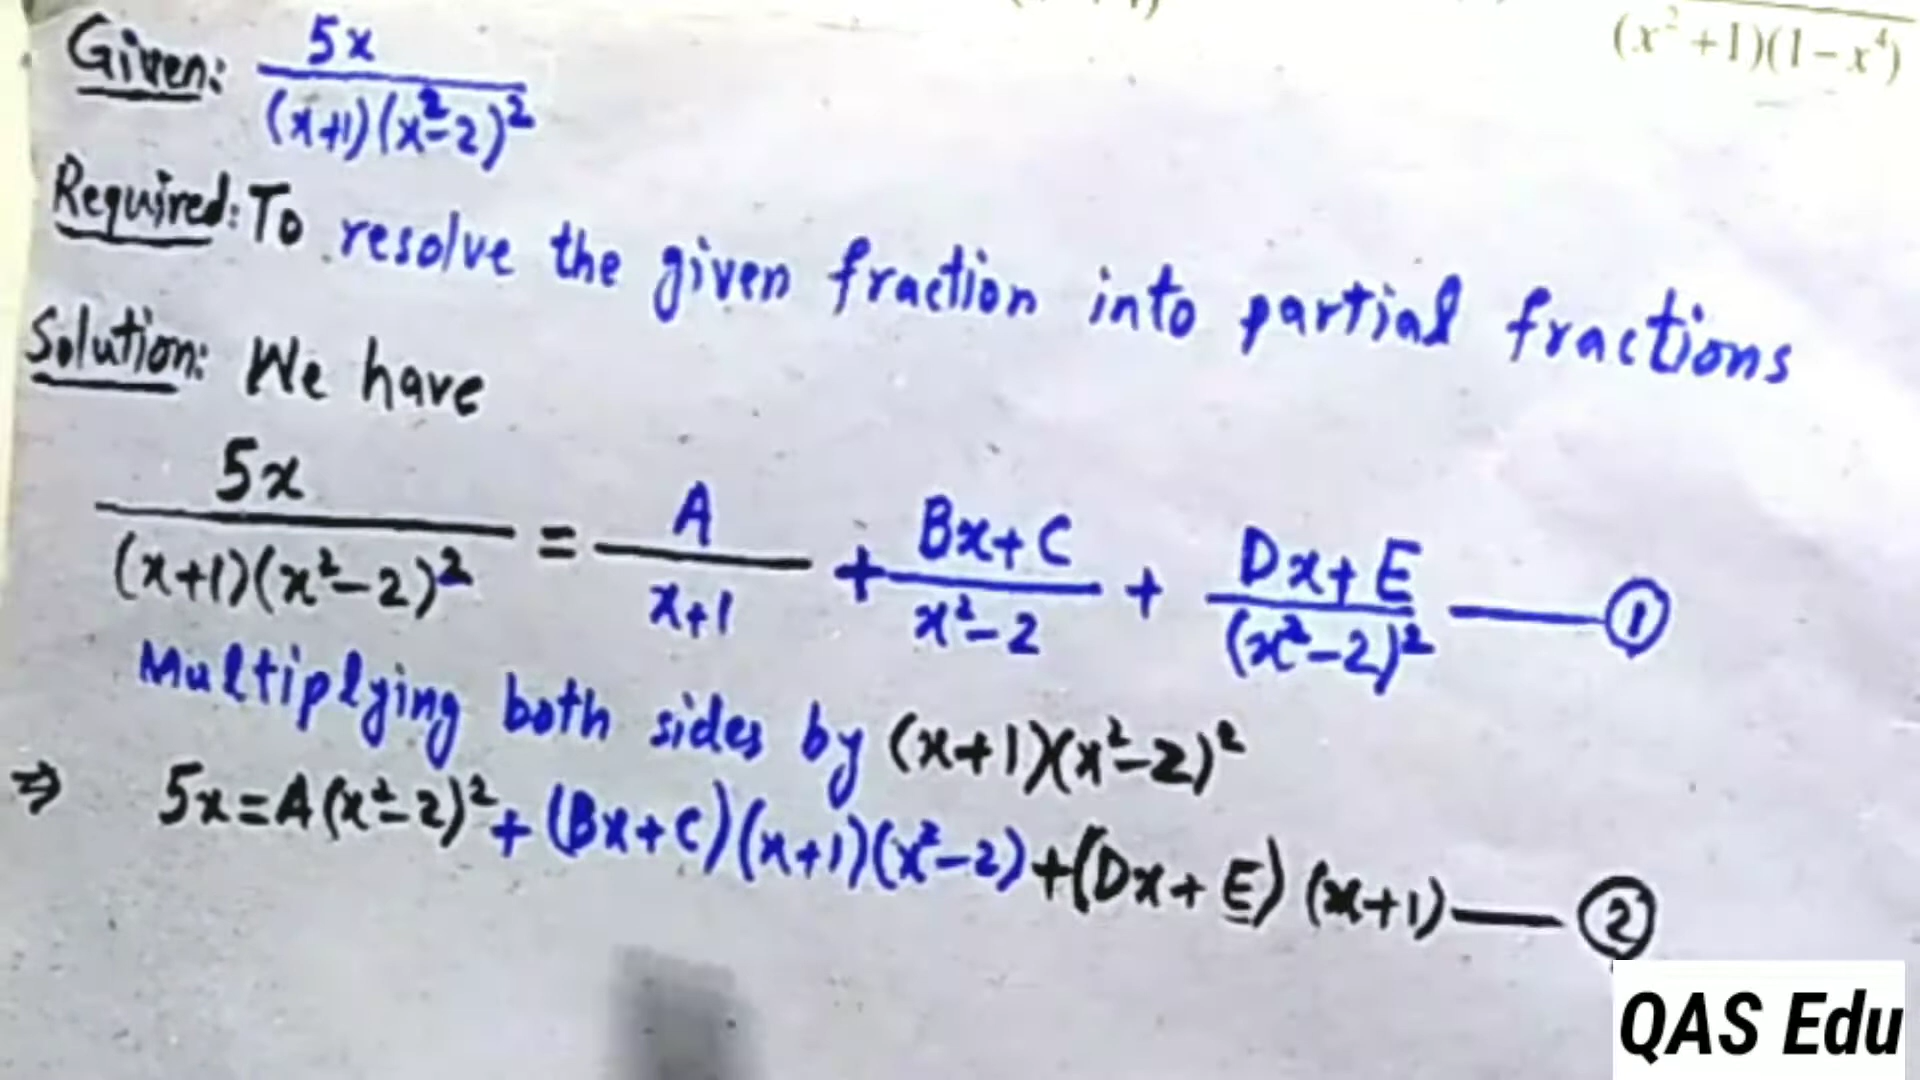 (x²+1)(1−x⁴)
Given: 5x / (x+1)(x²−2)²
Required: To resolve the given fraction into partial fractions
Solution: We have
5x / (x+1)(x²−2)² = A / x+1 + Bx+C / x²−2 + Dx+E / (x²−2)² —— ①
Multiplying both sides by (x+1)(x²−2)²
⇒ 5x=A(x²−2)²+(Bx+C)(x+1)(x²−2)+(Dx+E)(x+1)—— ②
QAS Edu